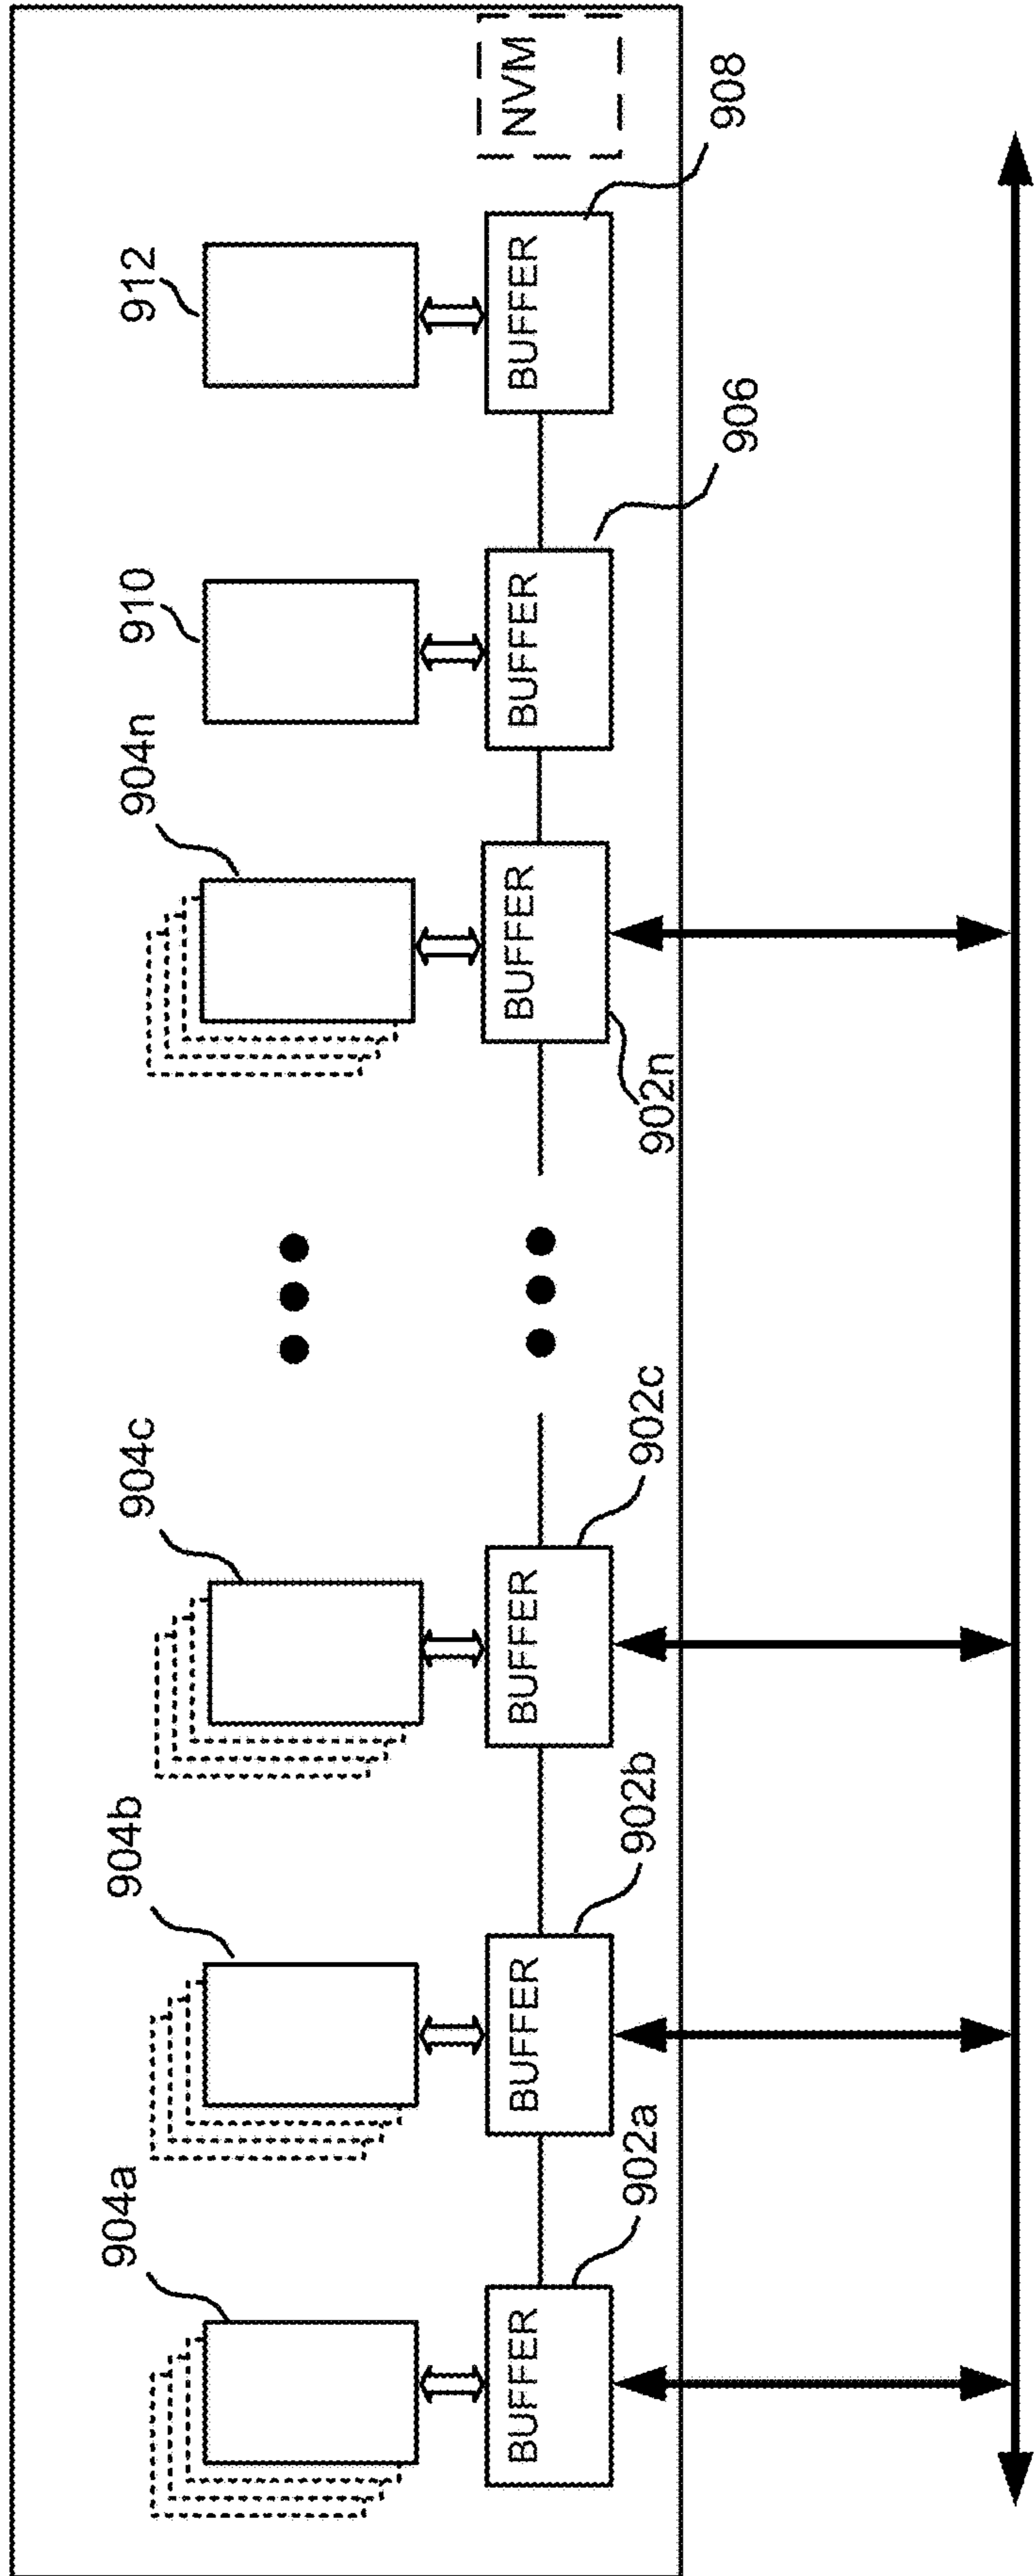 904a
904b
904c
904n
910
912
BUFFER
BUFFER
BUFFER
BUFFER
BUFFER
BUFFER
NVM
902a
902b
902c
902n
906
908